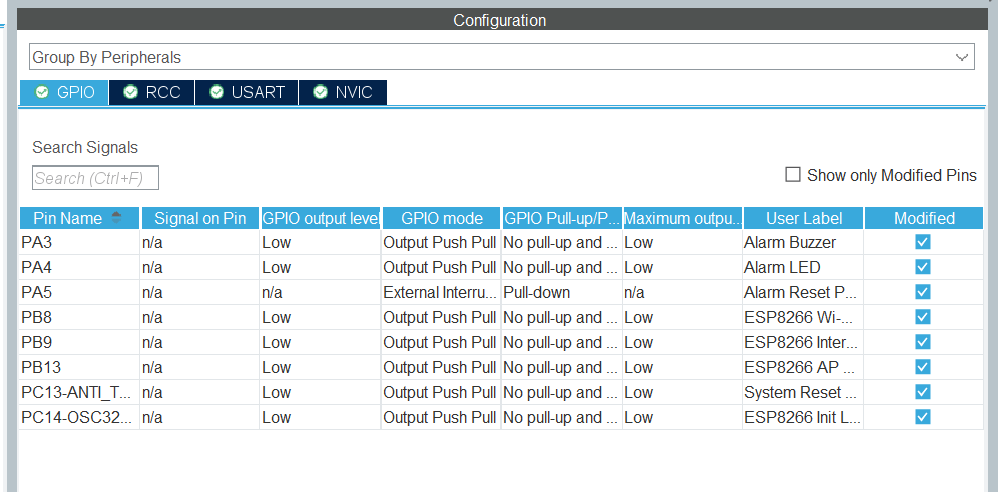 Configuration
Group By Peripherals
GPIO RCC USART NVIC
Search Signals
Search (Ctrl+F)
Show only Modified Pins
Pin Name Signal on Pin GPIO output level GPIO mode GPIO Pull-up/P... Maximum outpu... User Label Modified
PA3 n/a Low Output Push Pull No pull-up and ... Low Alarm Buzzer
PA4 n/a Low Output Push Pull No pull-up and ... Low Alarm LED
PA5 n/a n/a External Interru... Pull-down n/a Alarm Reset P...
PB8 n/a Low Output Push Pull No pull-up and ... Low ESP8266 Wi-...
PB9 n/a Low Output Push Pull No pull-up and ... Low ESP8266 Inter...
PB13 n/a Low Output Push Pull No pull-up and ... Low ESP8266 AP ...
PC13-ANTI_T... n/a Low Output Push Pull No pull-up and ... Low System Reset ...
PC14-OSC32... n/a Low Output Push Pull No pull-up and ... Low ESP8266 Init L...